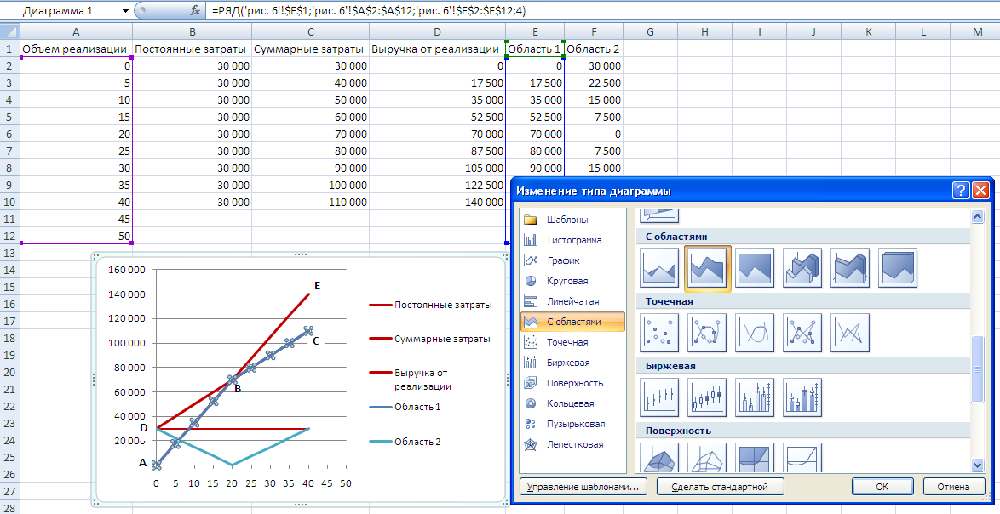 Диаграмма 1 fx =РЯД('рис. 6'!$E$1;'рис. 6'!$A$2:$A$12;'рис. 6'!$E$2:$E$12;4)
A B C D E F G H I J K L M
1 Объем реализации Постоянные затраты Суммарные затраты Выручка от реализации Область 1 Область 2
2 0 30 000 30 000 0 0 30 000
3 5 30 000 40 000 17 500 17 500 22 500
4 10 30 000 50 000 35 000 35 000 15 000
5 15 30 000 60 000 52 500 52 500 7 500
6 20 30 000 70 000 70 000 70 000 0
7 25 30 000 80 000 87 500 80 000 7 500
8 30 30 000 90 000 105 000 90 000 15 000
9 35 30 000 100 000 122 500
10 40 30 000 110 000 140 000
11 45
12 50
13
14
15
16
17
18
19
20
21
22
23
24
25
26
27
28
160 000
140 000
120 000
100 000
80 000
60 000
40 000
20 000
0
0 5 10 15 20 25 30 35 40 45 50
E
C
B
D
A
Постоянные затраты
Суммарные затраты
Выручка от
реализации
Область 1
Область 2
Изменение типа диаграммы
?
Шаблоны
Гистограмма
График
Круговая
Линейчатая
С областями
Точечная
Биржевая
Поверхность
Кольцевая
Пузырьковая
Лепестковая
С областями
Точечная
Биржевая
Поверхность
Управление шаблонами...
Сделать стандартной
ОК
Отмена